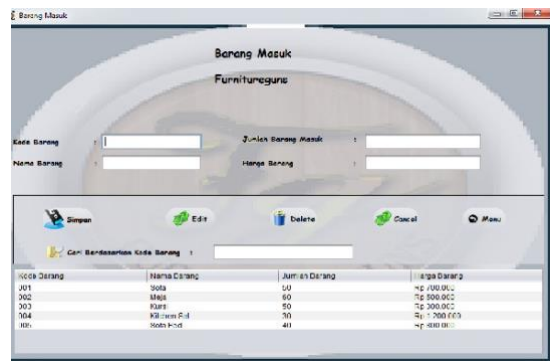 Barang Masuk
Barang Masuk
Furnitureguns
Kode Barang : Jumlah Barang Masuk :
Nama Barang : Harga Barang :
Simpan Edit Delete Cancel Menu
Cari Berdasarkan Kode Barang :
Kode Barang Nama Barang Jumlah Barang Harga Barang
001 Sofa 50 Rp 700.000
002 Meja 60 Rp 500.000
003 Kursi 50 Rp 300.000
004 Kitchen Set 30 Rp 1.200.000
005 Sofa Bed 40